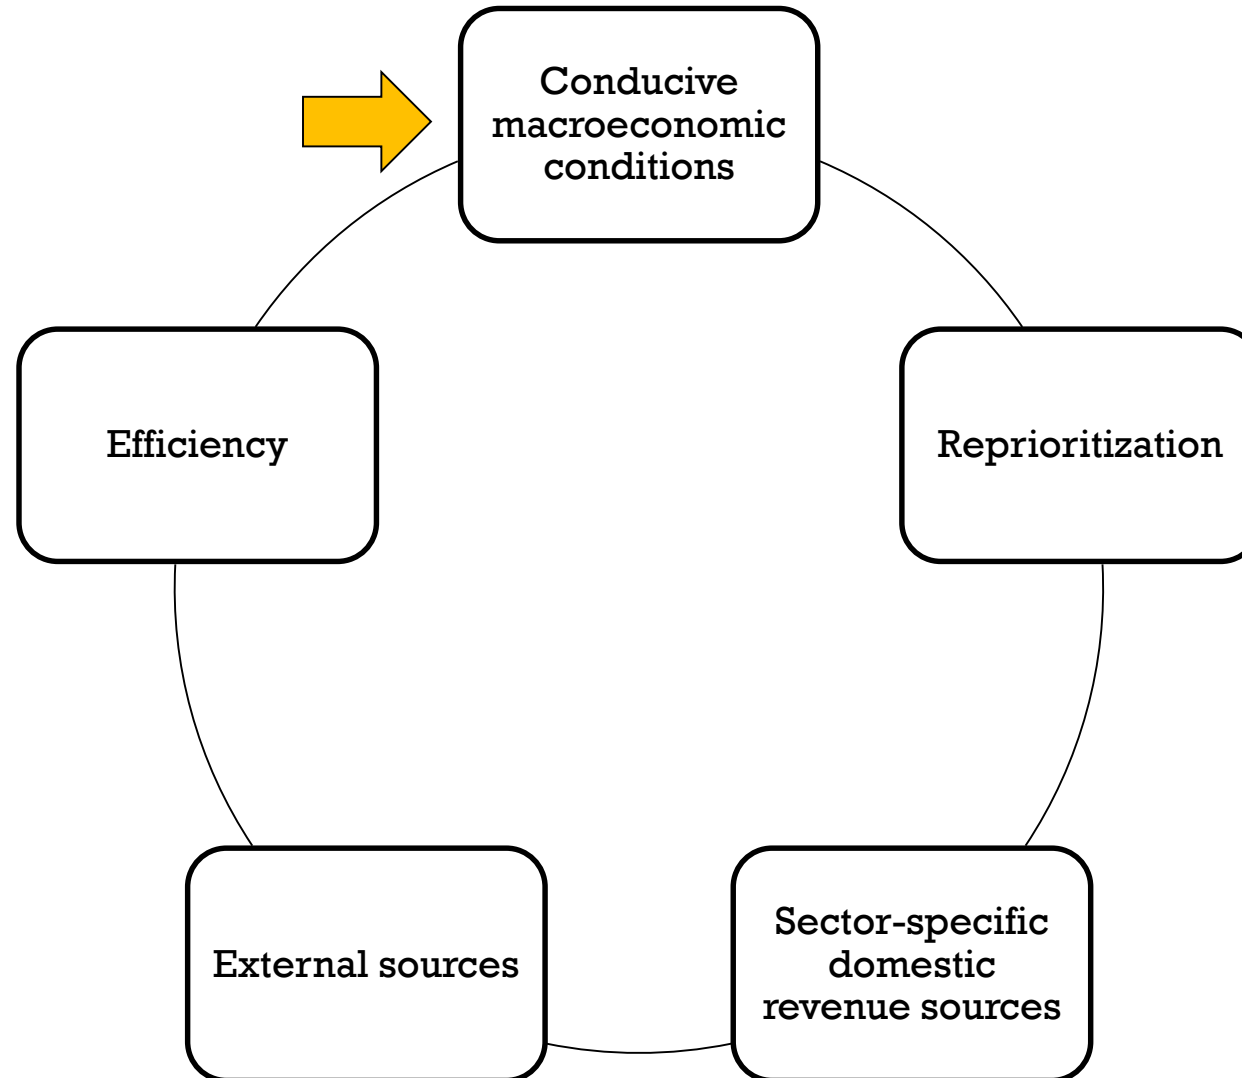 Conducive
macroeconomic
conditions
Efficiency
Reprioritization
External sources
Sector-specific
domestic
revenue sources